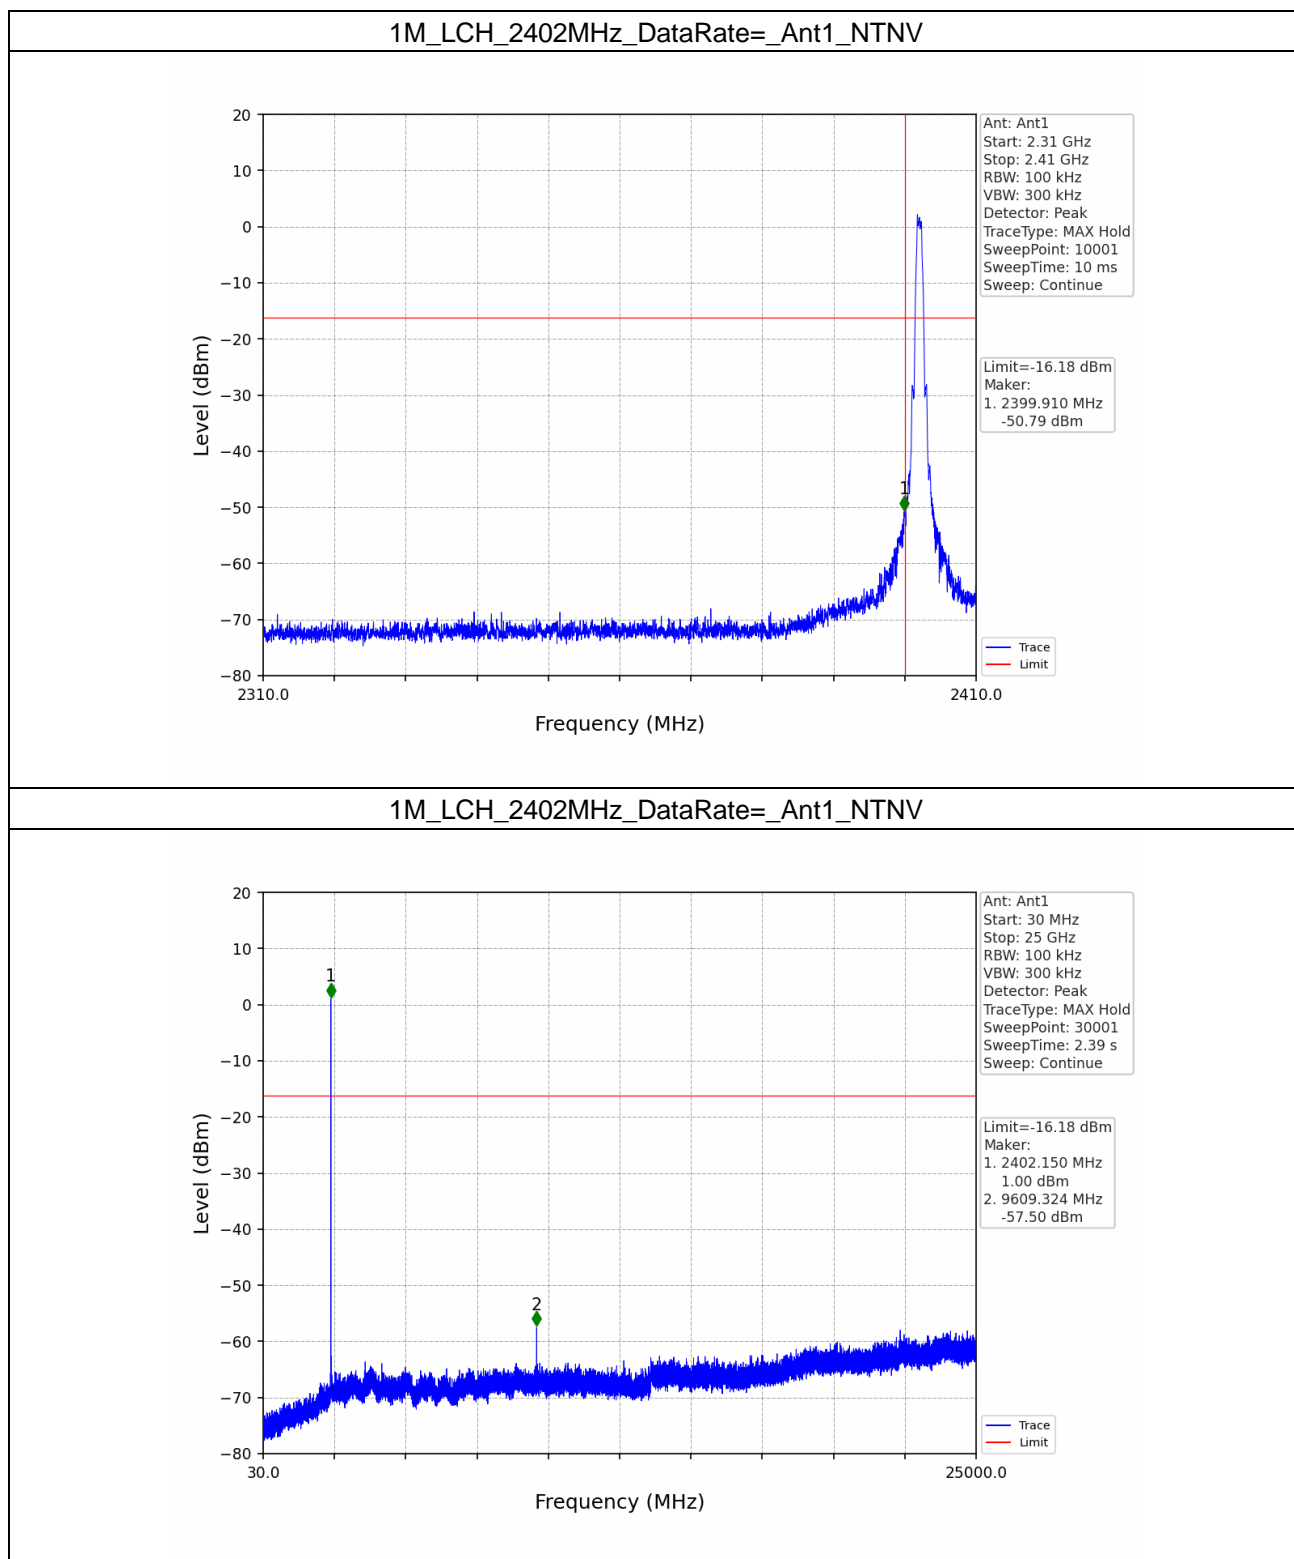 1M_LCH_2402MHz_DataRate=_Ant1_NTNV
20
10
0
−10
−20
−30
−40
−50
−60
−70
−80
Level (dBm)
1
2310.0
2410.0
Frequency (MHz)
Ant: Ant1
Start: 2.31 GHz
Stop: 2.41 GHz
RBW: 100 kHz
VBW: 300 kHz
Detector: Peak
TraceType: MAX Hold
SweepPoint: 10001
SweepTime: 10 ms
Sweep: Continue
Limit=-16.18 dBm
Maker:
1. 2399.910 MHz
-50.79 dBm
Trace
Limit
1M_LCH_2402MHz_DataRate=_Ant1_NTNV
20
10
0
−10
−20
−30
−40
−50
−60
−70
−80
Level (dBm)
1
2
30.0
25000.0
Frequency (MHz)
Ant: Ant1
Start: 30 MHz
Stop: 25 GHz
RBW: 100 kHz
VBW: 300 kHz
Detector: Peak
TraceType: MAX Hold
SweepPoint: 30001
SweepTime: 2.39 s
Sweep: Continue
Limit=-16.18 dBm
Maker:
1. 2402.150 MHz
1.00 dBm
2. 9609.324 MHz
-57.50 dBm
Trace
Limit